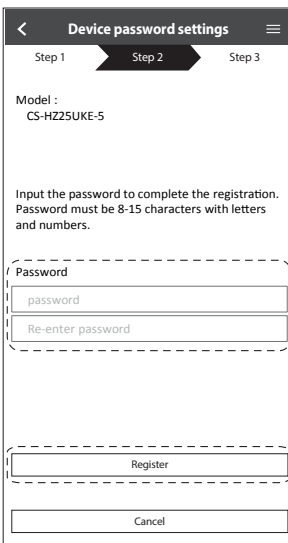 Device password settings
Step 1 Step 2 Step 3
Model :
CS-HZ25UKE-5
Input the password to complete the registration.
Password must be 8-15 characters with letters
and numbers.
Password
password
Re-enter password
Register
Cancel